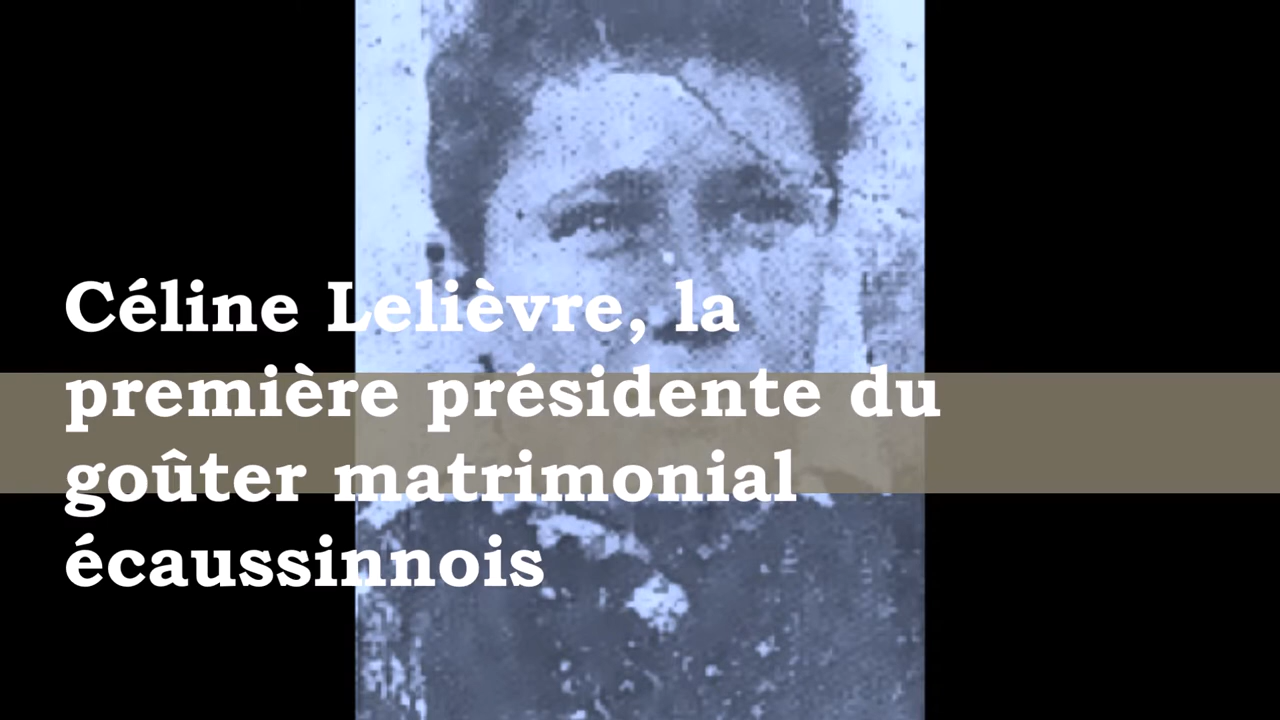 Céline Lelièvre, la
première présidente du
goûter matrimonial
écaussinnois